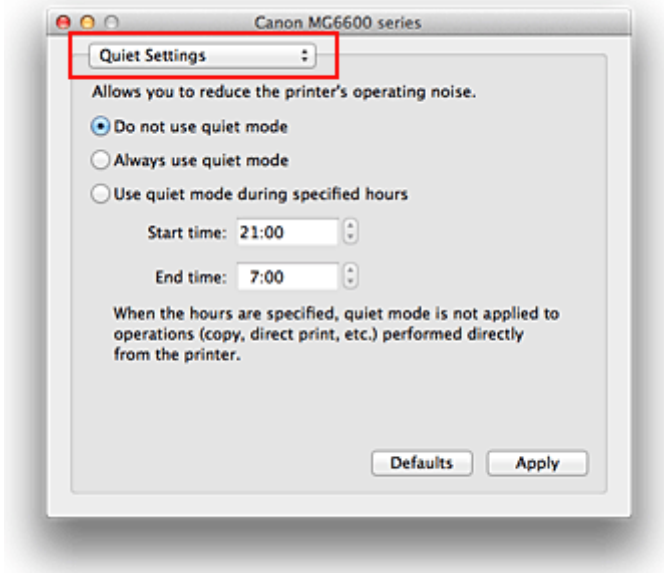 Canon MG6600 series
Quiet Settings
Allows you to reduce the printer's operating noise.
Do not use quiet mode
Always use quiet mode
Use quiet mode during specified hours
Start time: 21:00
End time: 7:00
When the hours are specified, quiet mode is not applied to
operations (copy, direct print, etc.) performed directly
from the printer.
Defaults Apply